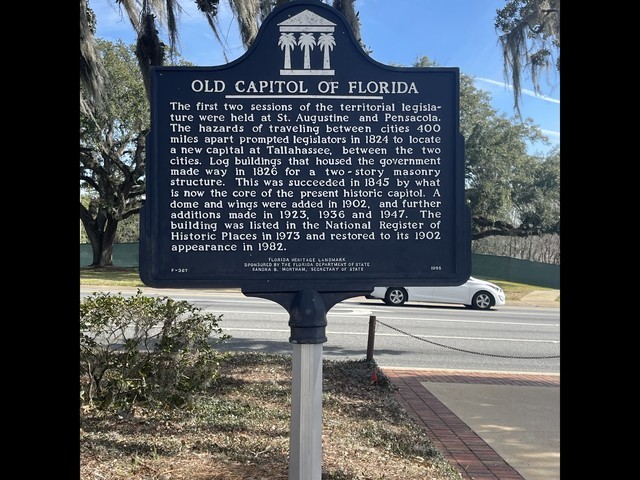 OLD CAPITOL OF FLORIDA
The first two sessions of the territorial legisla-
ture were held at St. Augustine and Pensacola.
The hazards of traveling between cities 400
miles apart prompted legislators in 1824 to locate
a new capital at Tallahassee, between the two
cities. Log buildings that housed the government
made way in 1826 for a two-story masonry
structure. This was succeeded in 1845 by what
is now the core of the present historic capitol. A
dome and wings were added in 1902, and further
additions made in 1923, 1936 and 1947. The
building was listed in the National Register of
Historic Places in 1973 and restored to its 1902
appearance in 1982.
FLORIDA HERITAGE LANDMARK
SPONSORED BY THE FLORIDA DEPARTMENT OF STATE
F-327 SANDRA B. MORTHAM, SECRETARY OF STATE 1995